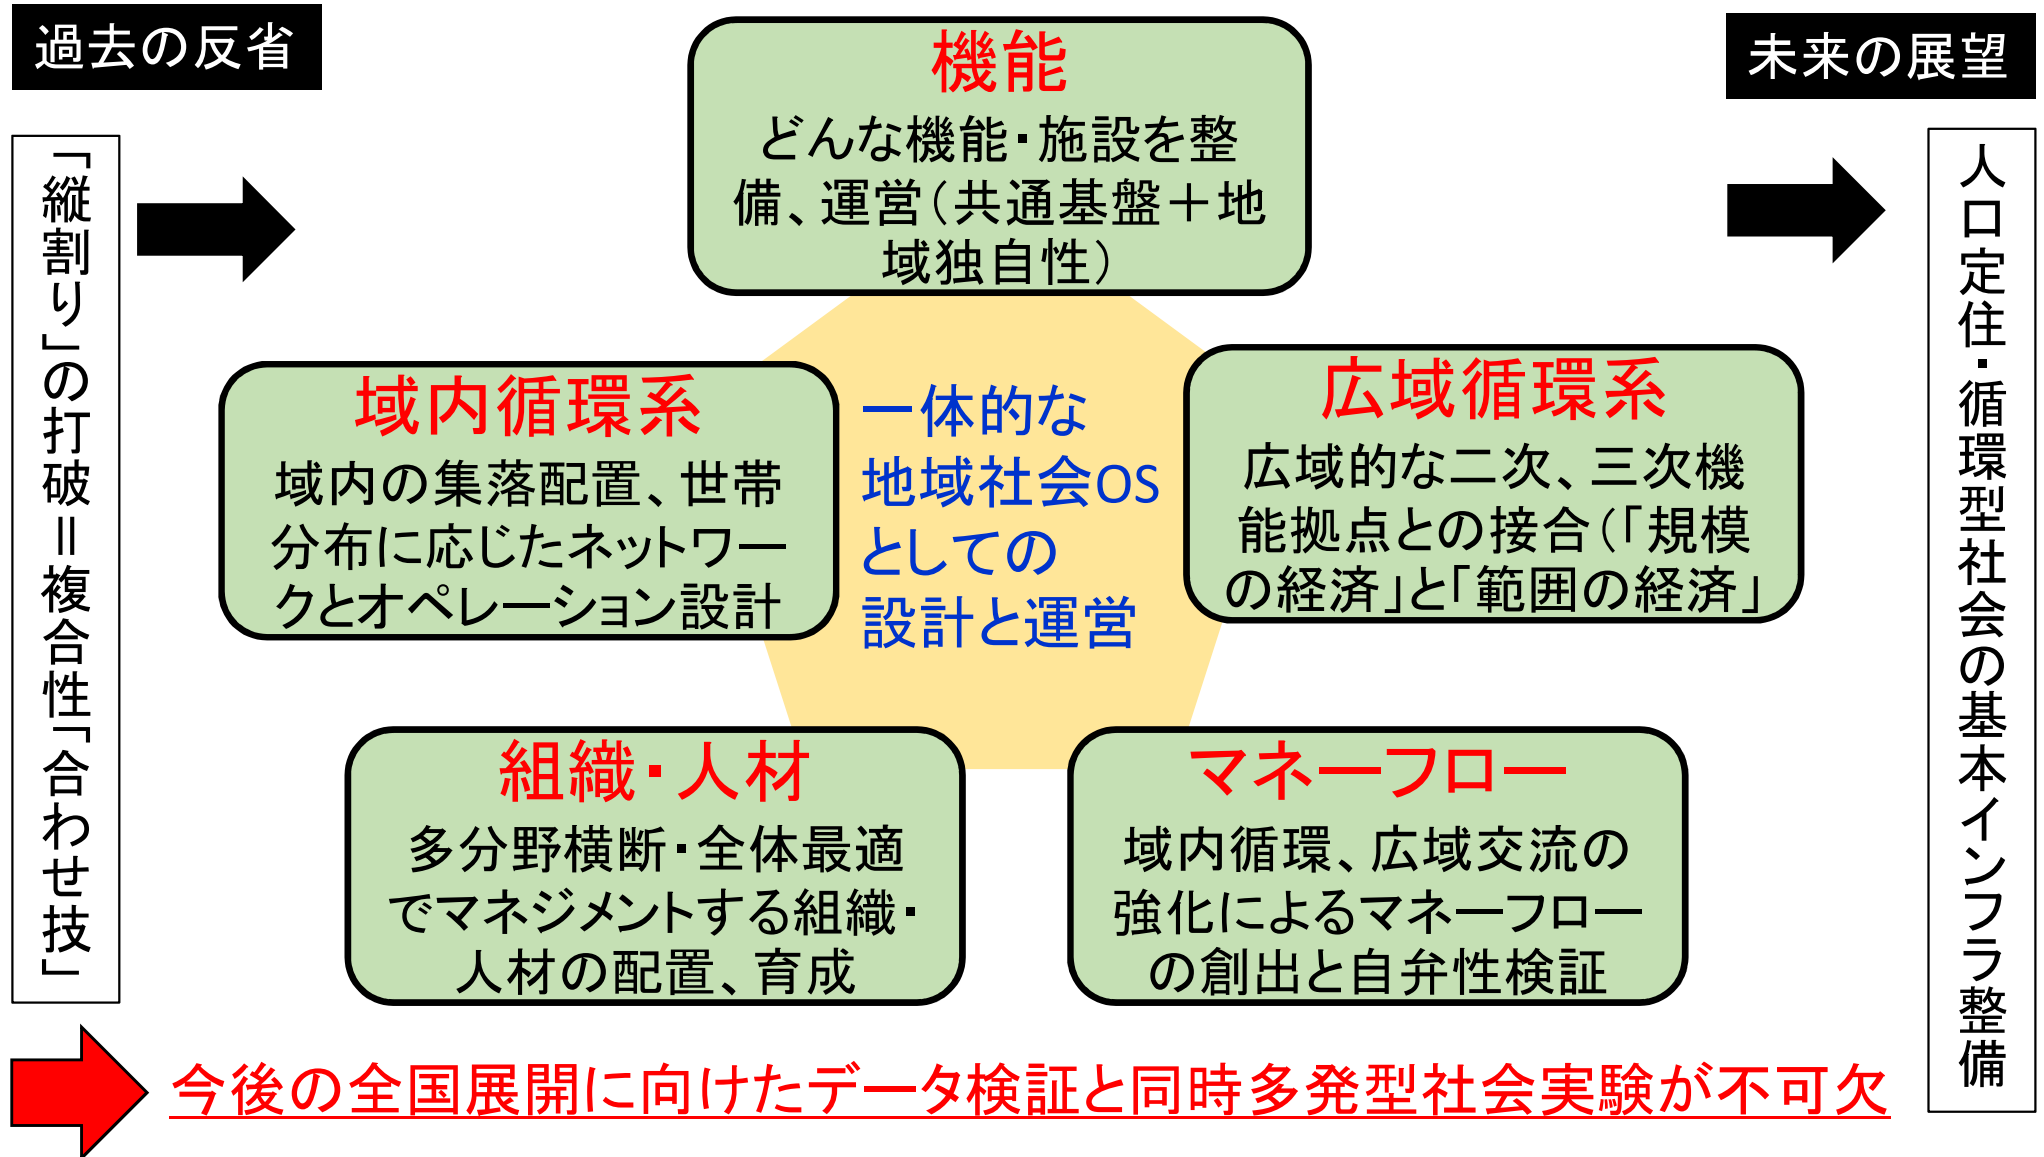 過去の反省
「縦割り」の打破＝複合性「合わせ技」
機能
どんな機能・施設を整
備、運営（共通基盤＋地
域独自性）
域内循環系
域内の集落配置、世帯
分布に応じたネットワー
クとオペレーション設計
一体的な
地域社会OS
としての
設計と運営
広域循環系
広域的な二次、三次機
能拠点との接合（「規模
の経済」と「範囲の経済」
組織・人材
多分野横断・全体最適
でマネジメントする組織・
人材の配置、育成
マネーフロー
域内循環、広域交流の
強化によるマネーフロー
の創出と自弁性検証
未来の展望
人口定住・循環型社会の基本インフラ整備
今後の全国展開に向けたデータ検証と同時多発型社会実験が不可欠